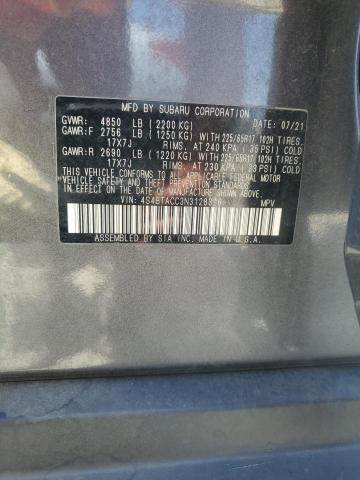 MFD BY SUBARU CORPORATION
GVWR: 4850 LB (2200 KG) DATE: 07/21
GAWR:F 2756 LB (1250 KG) WITH 225/65R17 102H TIRES,
17X7J RIMS, AT 240 KPA (35 PSI) COLD
GAWR:R 2690 LB (1220 KG) WITH 225/65R17 102H TIRES,
17X7J RIMS, AT 230 KPA (33 PSI) COLD
THIS VEHICLE CONFORMS TO ALL APPLICABLE FEDERAL MOTOR
VEHICLE SAFETY, BUMPER, AND THEFT PREVENTION STANDARDS
IN EFFECT ON THE DATE OF MANUFACTURE SHOWN ABOVE.
VIN: MPV
ASSEMBLED BY SIA INC. MADE IN U.S.A.